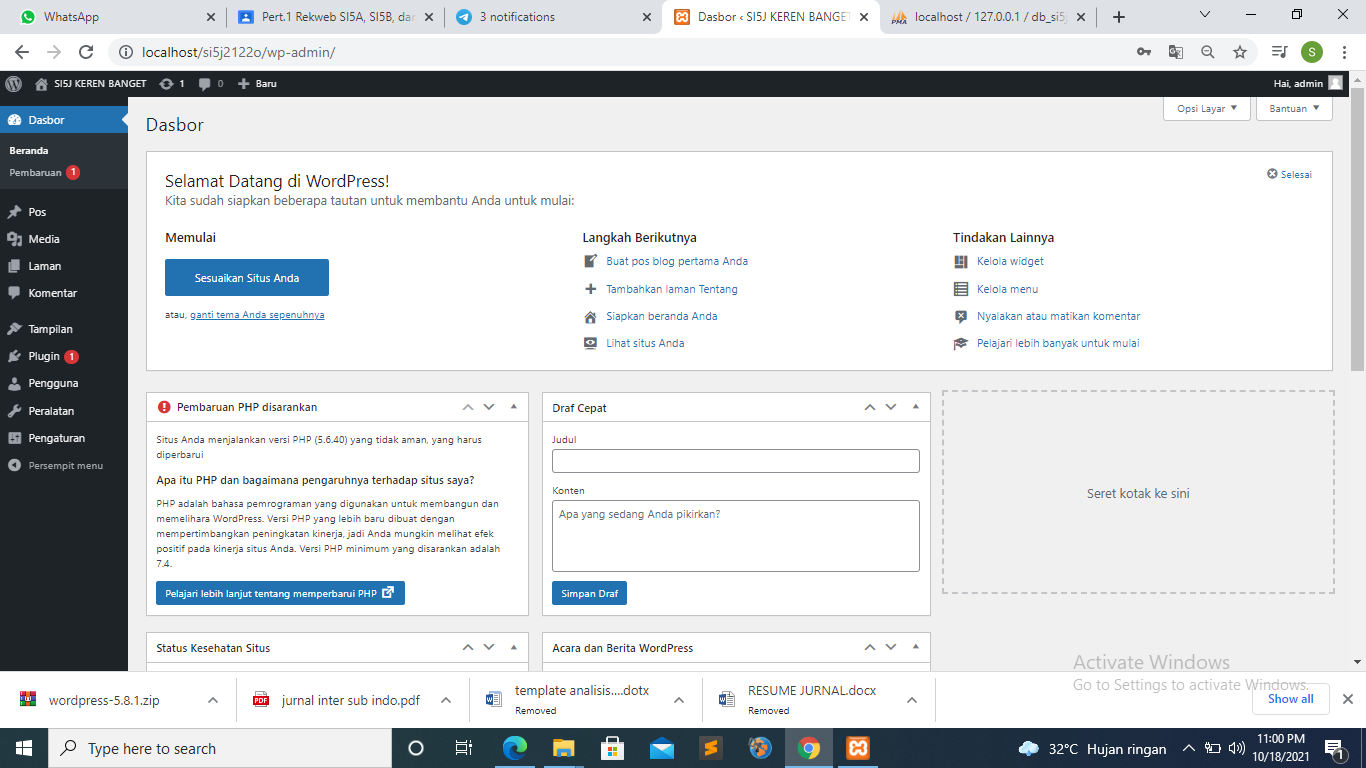 WhatsApp
Pert.1 Rekweb SI5A, SI5B, dar
3 notifications
Dasbor ‹ SI5J KEREN BANGET
localhost / 127.0.0.1 / db_si5j
localhost/si5j2122o/wp-admin/
S
SI5J KEREN BANGET 1 0 Baru
Hai, admin
Dasbor
Beranda
Pembaruan 1
Pos
Media
Laman
Komentar
Tampilan
Plugin 1
Pengguna
Peralatan
Pengaturan
Persempit menu
Dasbor
Opsi Layar
Bantuan
Selamat Datang di WordPress!
Kita sudah siapkan beberapa tautan untuk membantu Anda untuk mulai:
Selesai
Memulai
Sesuaikan Situs Anda
atau, ganti tema Anda sepenuhnya
Langkah Berikutnya
Buat pos blog pertama Anda
Tambahkan laman Tentang
Siapkan beranda Anda
Lihat situs Anda
Tindakan Lainnya
Kelola widget
Kelola menu
Nyalakan atau matikan komentar
Pelajari lebih banyak untuk mulai
Pembaruan PHP disarankan
Situs Anda menjalankan versi PHP (5.6.40) yang tidak aman, yang harus
diperbarui
Apa itu PHP dan bagaimana pengaruhnya terhadap situs saya?
PHP adalah bahasa pemrograman yang digunakan untuk membangun dan
memelihara WordPress. Versi PHP yang lebih baru dibuat dengan
mempertimbangkan peningkatan kinerja, jadi Anda mungkin melihat efek
positif pada kinerja situs Anda. Versi PHP minimum yang disarankan adalah
7.4.
Pelajari lebih lanjut tentang memperbarui PHP
Draf Cepat
Judul
Konten
Apa yang sedang Anda pikirkan?
Simpan Draf
Seret kotak ke sini
Status Kesehatan Situs
Acara dan Berita WordPress
Activate Windows
Go to Settings to activate Windows.
wordpress-5.8.1.zip
PDF
jurnal inter sub indo.pdf
template analisis....dotx
Removed
RESUME JURNAL.docx
Removed
Show all
Type here to search
32°C Hujan ringan
11:00 PM
10/18/2021
1